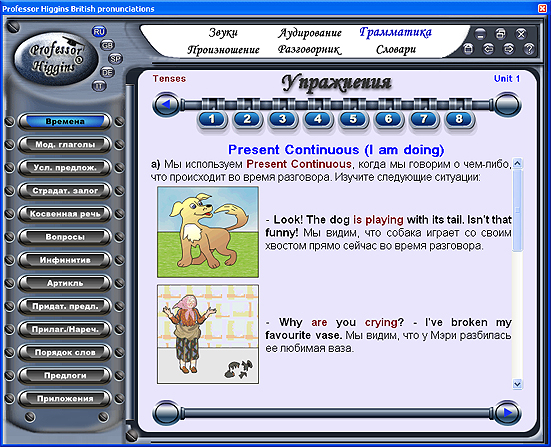 Professor Higgins British pronunciations
Professor
Higgins
R
RU
GB
SP
DE
IT
Звуки Аудирование Грамматика
Произношение Разговорник Словари
Времена
Мод. глаголы
Усл. предлож.
Страдат. залог
Косвенная речь
Вопросы
Инфинитив
Артикль
Придат. предл.
Прилаг./Нареч.
Порядок слов
Предлоги
Приложения
Tenses Упражнения Unit 1
1 2 3 4 5 6 7 8
Present Continuous (I am doing)
a) Мы используем Present Continuous, когда мы говорим о чем-либо,
что происходит во время разговора. Изучите следующие ситуации:
- Look! The dog is playing with its tail. Isn't that
funny! Мы видим, что собака играет со своим
хвостом прямо сейчас во время разговора.
- Why are you crying? - I've broken my
favourite vase. Мы видим, что у Мэри разбилась
ее любимая ваза.